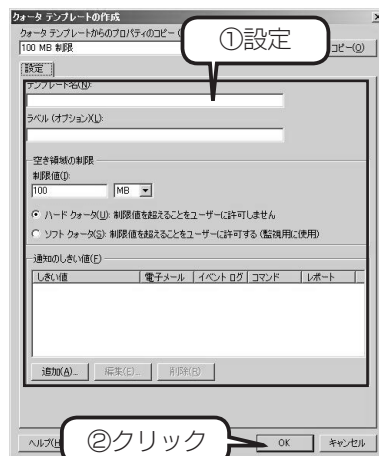 クォータ テンプレートの作成
クォータ テンプレートからのプロパティのコピー(
100 MB 制限
コピー(O)
①設定
設定
テンプレート名(N):
ラベル (オプション)(L):
空き領域の制限
制限値(I):
100 MB
ハード クォータ(U): 制限値を超えることをユーザーに許可しません
ソフト クォータ(S): 制限値を超えることをユーザーに許可する (監視用に使用)
通知のしきい値(F)
しきい値 電子メール イベント ログ コマンド レポート
追加(A)... 編集(E)... 削除(R)
ヘルプ(H
②クリック
OK キャンセル